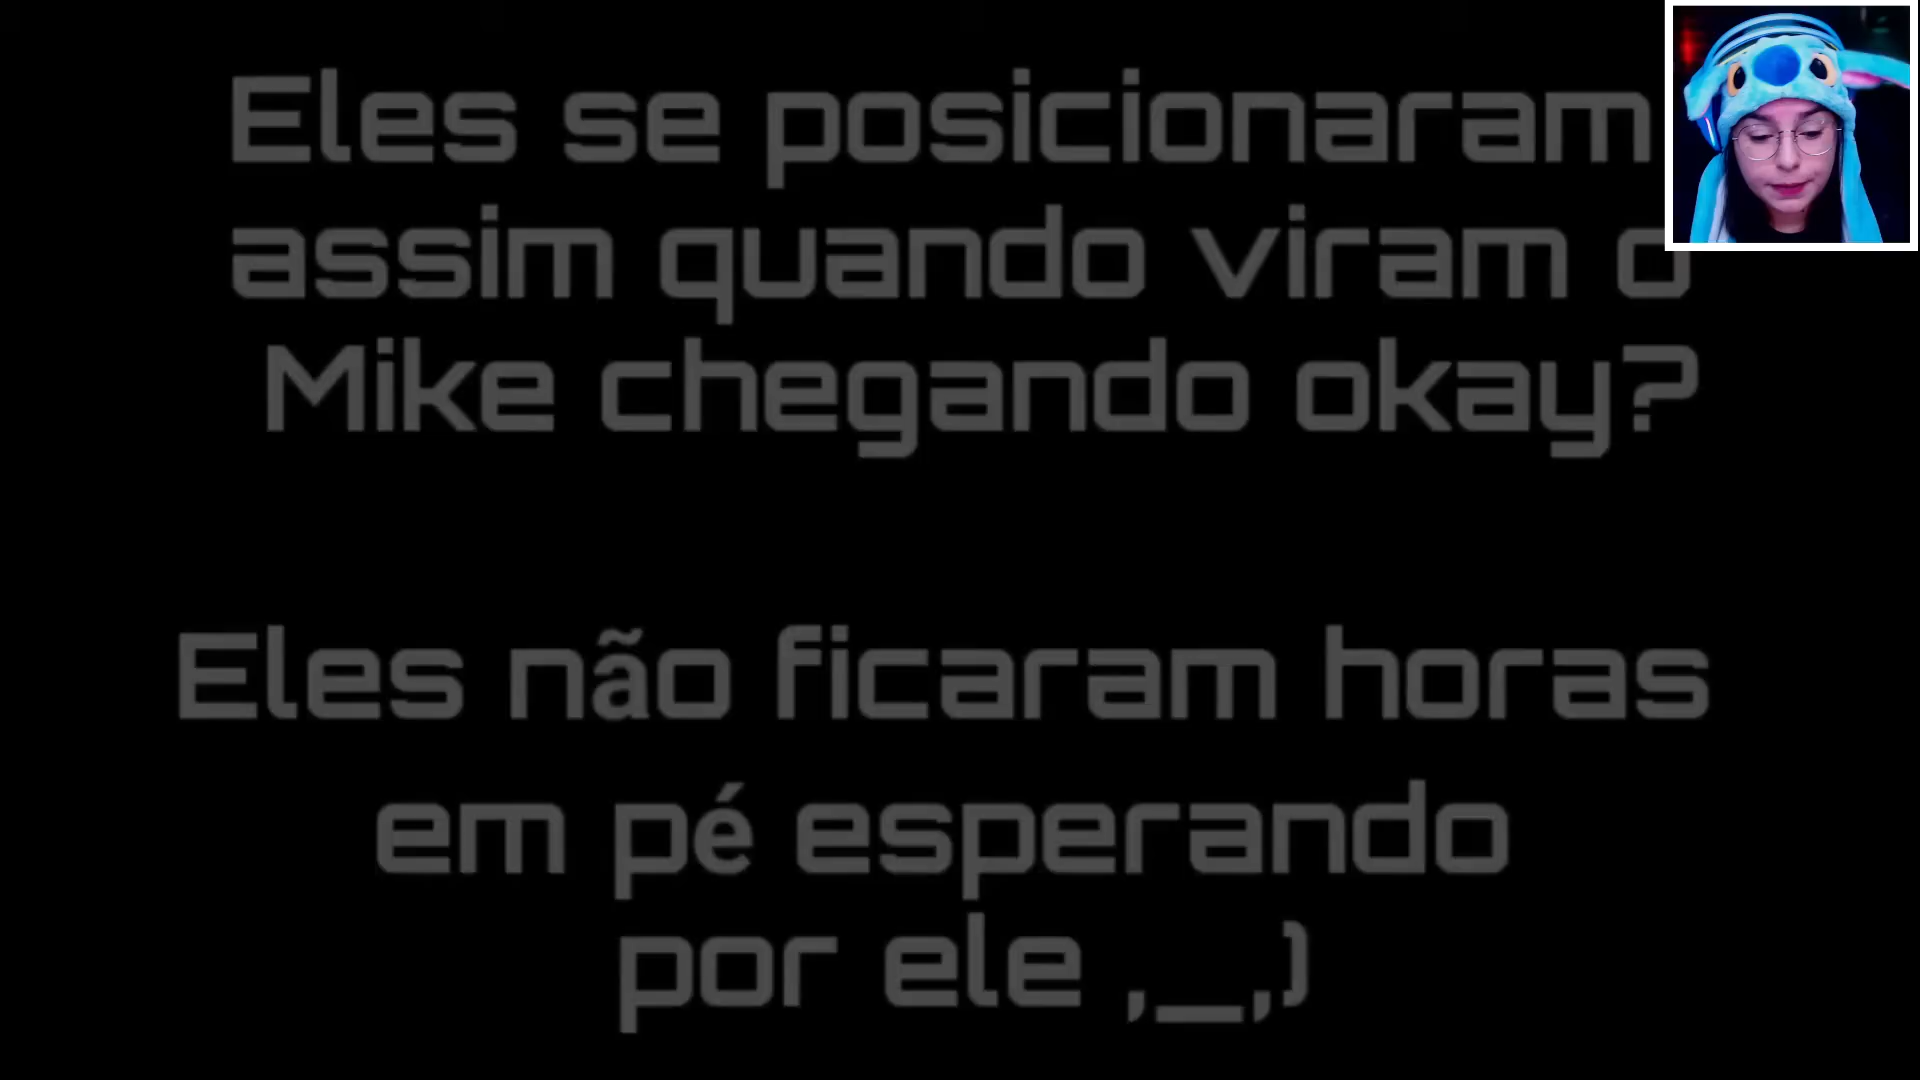 Eles se posicionaram
assim quando viram o
Mike chegando okay?
Eles não ficaram horas
em pé esperando
por ele ,_,)